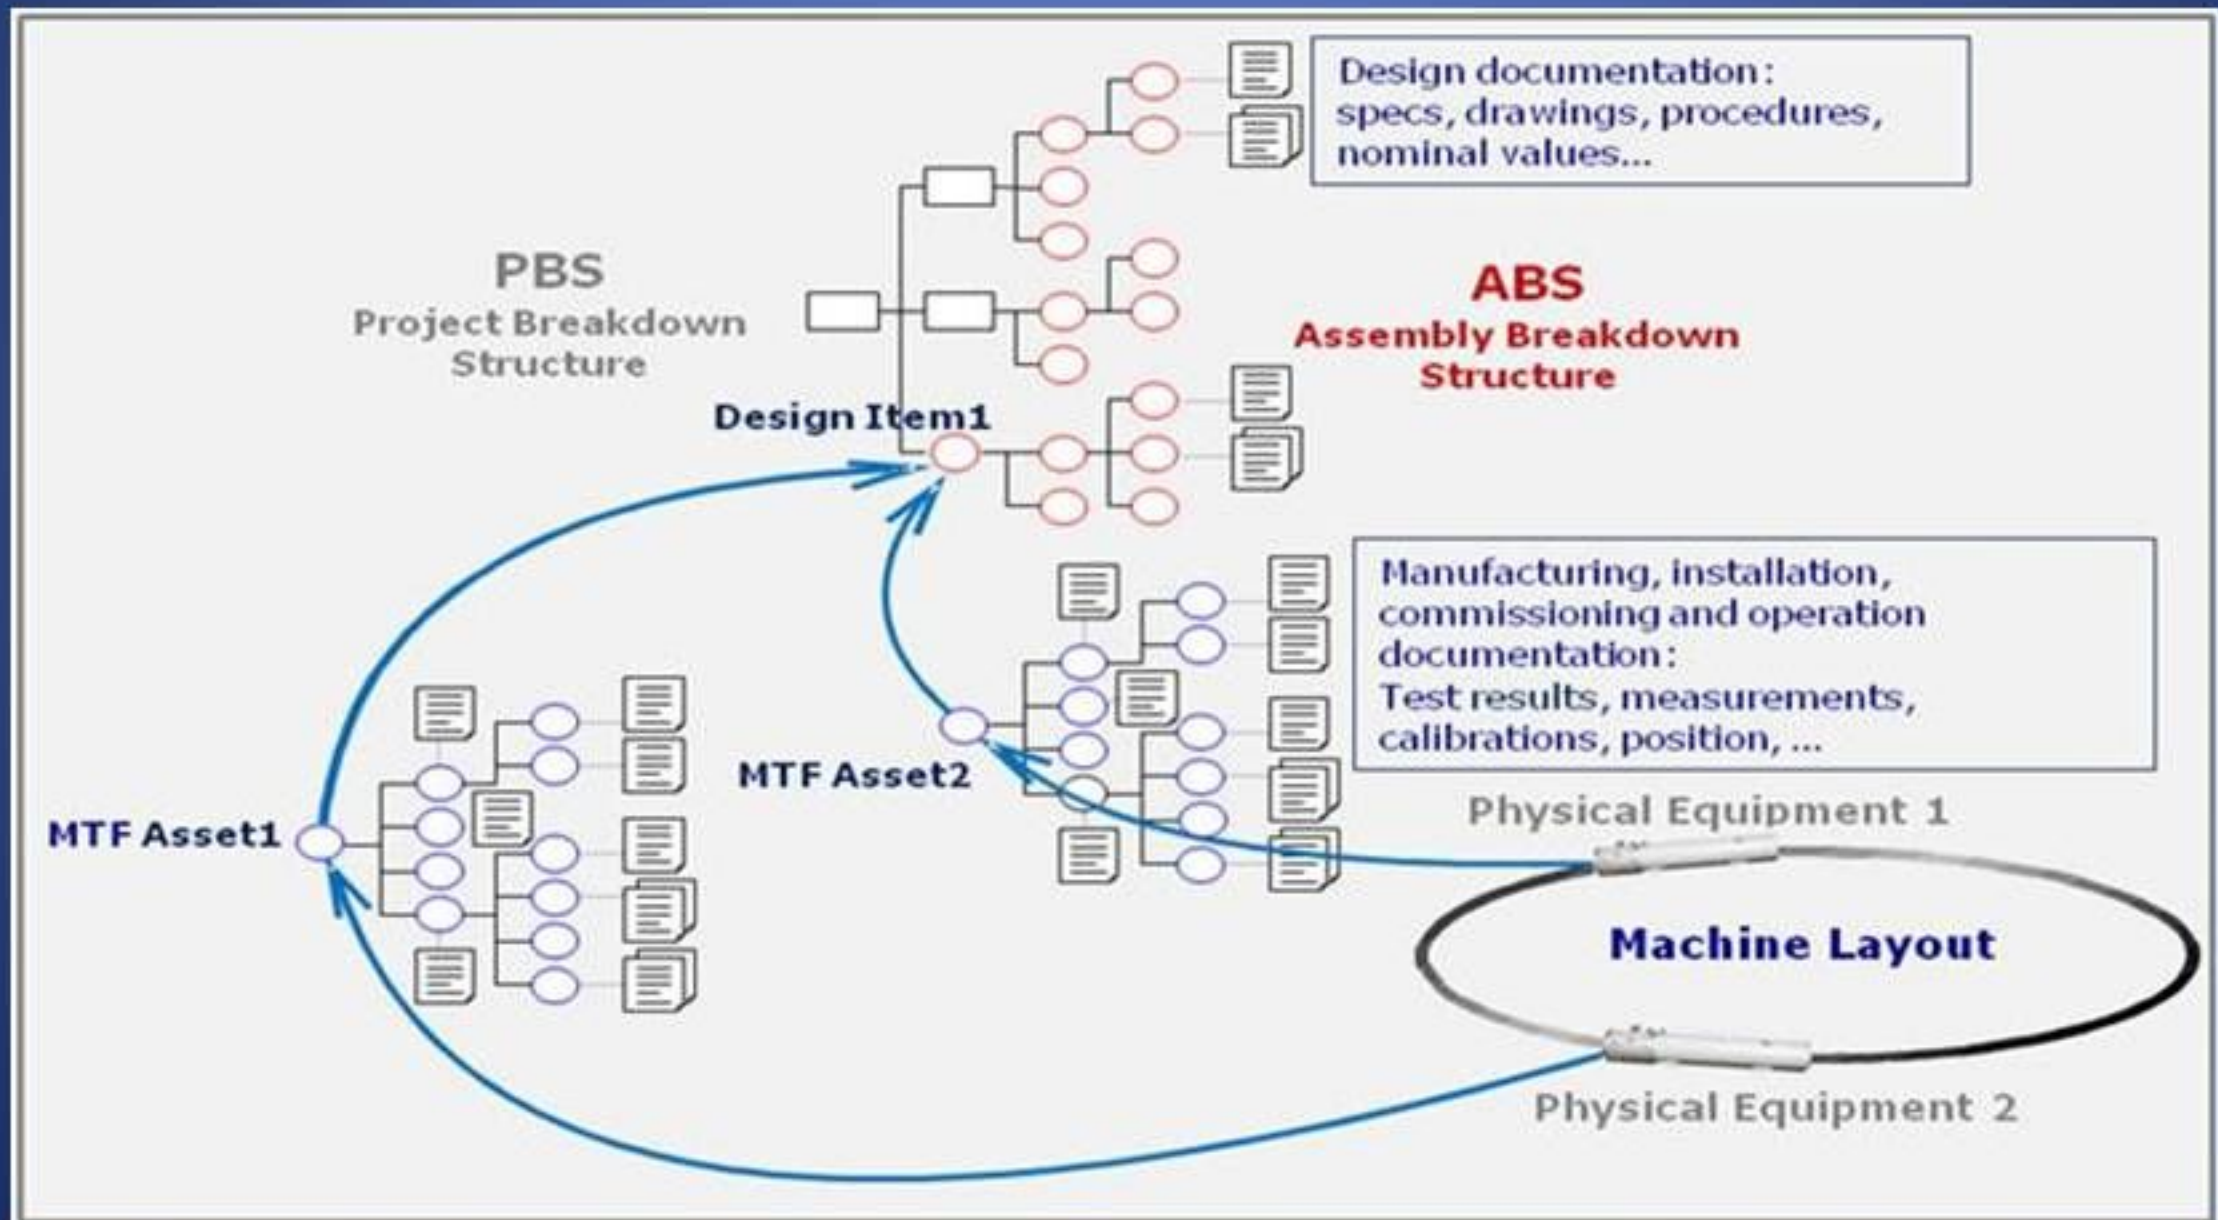 Design documentation:
specs, drawings, procedures,
nominal values...
PBS
Project Breakdown
Structure
ABS
Assembly Breakdown
Structure
Design Item1
Manufacturing, installation,
commissioning and operation
documentation:
Test results, measurements,
calibrations, position, ...
MTF Asset2
MTF Asset1
Physical Equipment 1
Machine Layout
Physical Equipment 2